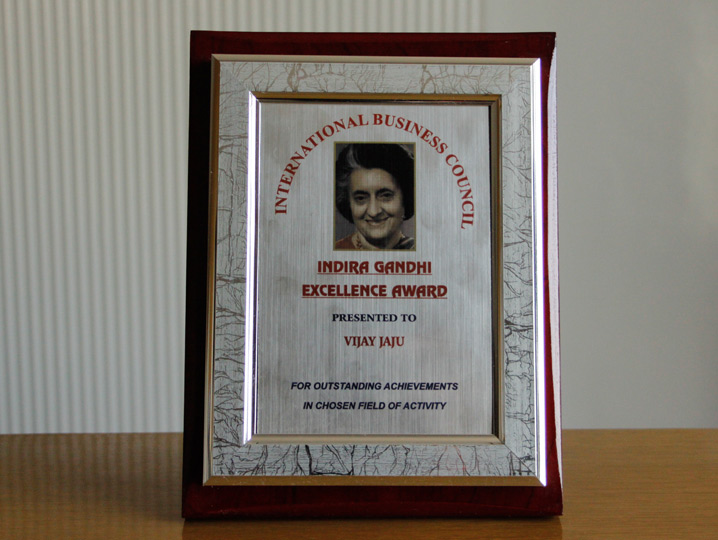 INTERNATIONAL BUSINESS COUNCIL
INDIRA GANDHI
EXCELLENCE AWARD
PRESENTED TO
VIJAY JAJU
FOR OUTSTANDING ACHIEVEMENTS
IN CHOSEN FIELD OF ACTIVITY